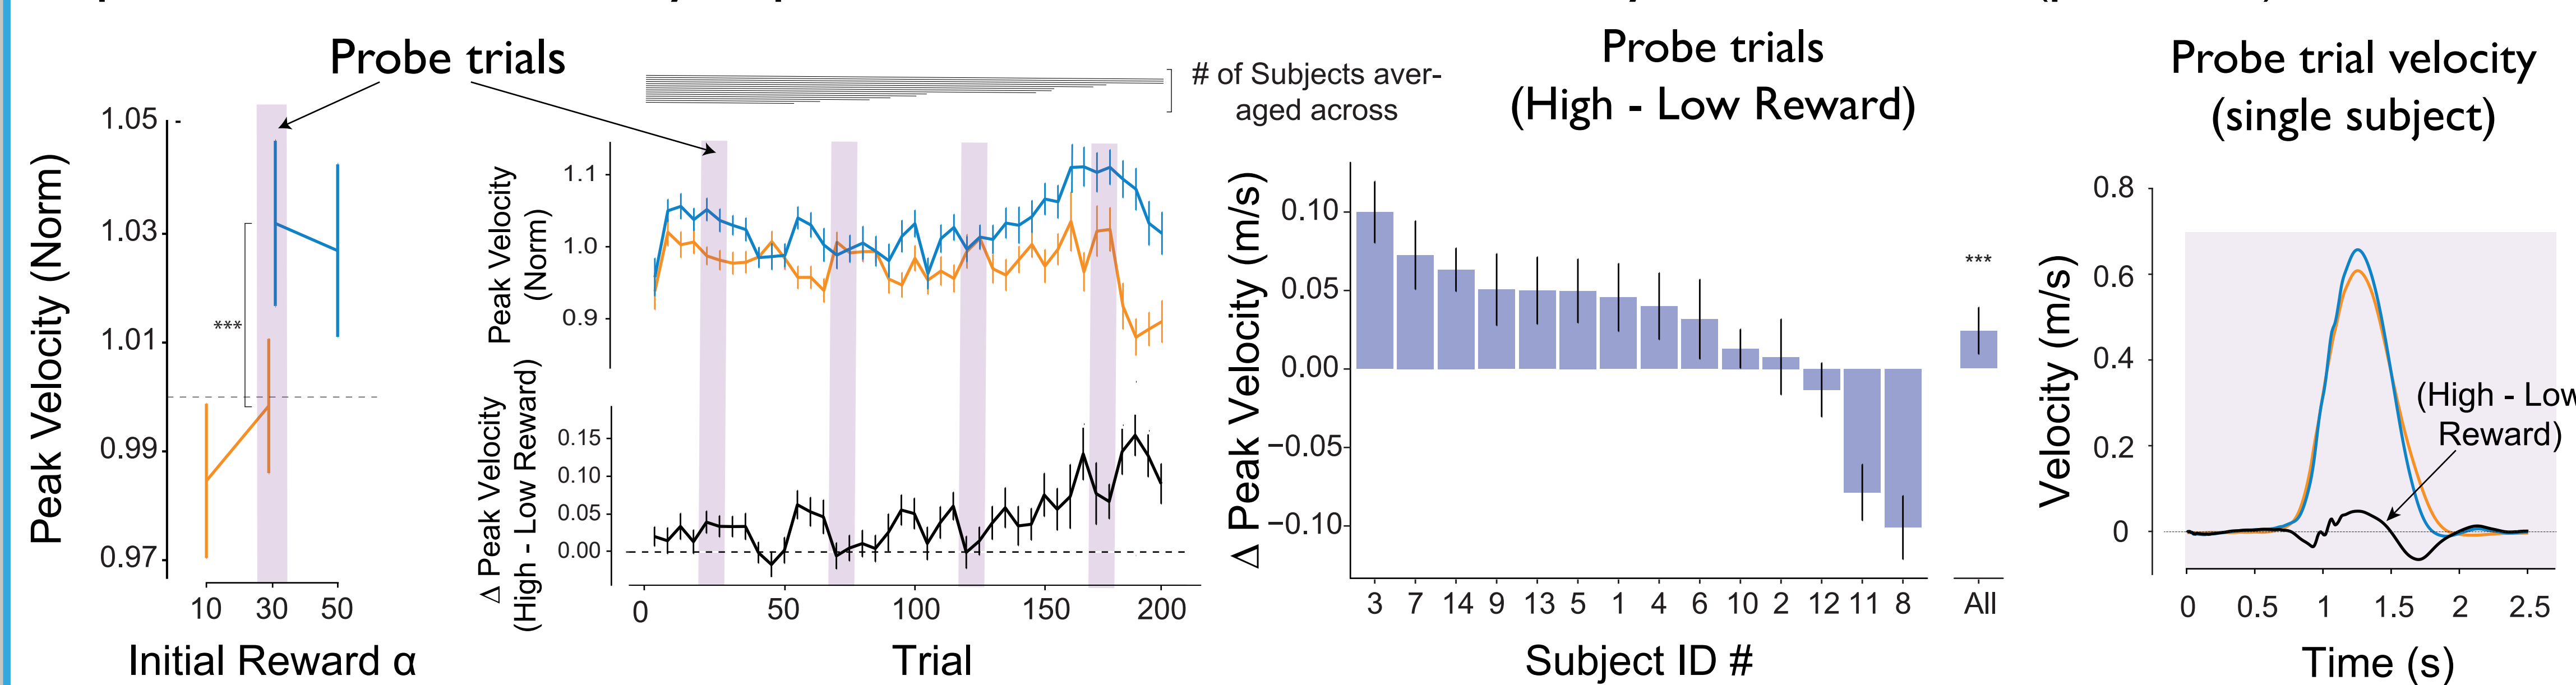 Probe trials
1.05
1.03
1.01
0.99
0.97
Peak Velocity (Norm)
***
10 30 50
Initial Reward α
# of Subjects aver-
aged across
Peak Velocity
(Norm)
1.1
1.0
0.9
Δ Peak Velocity
(High - Low Reward)
0.15
0.10
0.05
0.00
0 50 100 150 200
Trial
Probe trials
(High - Low Reward)
Δ Peak Velocity (m/s)
0.10
0.05
0.00
−0.05
−0.10
***
3 7 14 9 13 5 1 4 6 10 2 12 11 8 All
Subject ID #
Probe trial velocity
(single subject)
Velocity (m/s)
0.8
0.6
0.4
0.2
0
(High - Low
Reward)
0 0.5 1 1.5 2 2.5
Time (s)